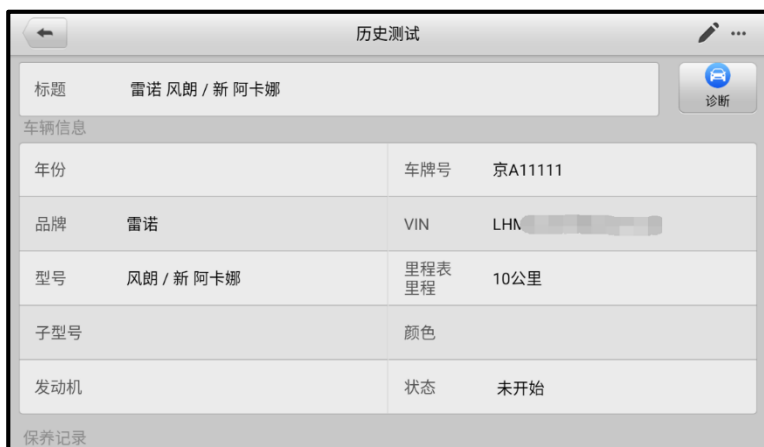 历史测试
标题 雷诺 风朗 / 新 阿卡娜
诊断
车辆信息
年份 车牌号 京A11111
品牌 雷诺 VIN LHM
型号 风朗 / 新 阿卡娜 里程表里程 10公里
子型号 颜色
发动机 状态 未开始
保养记录